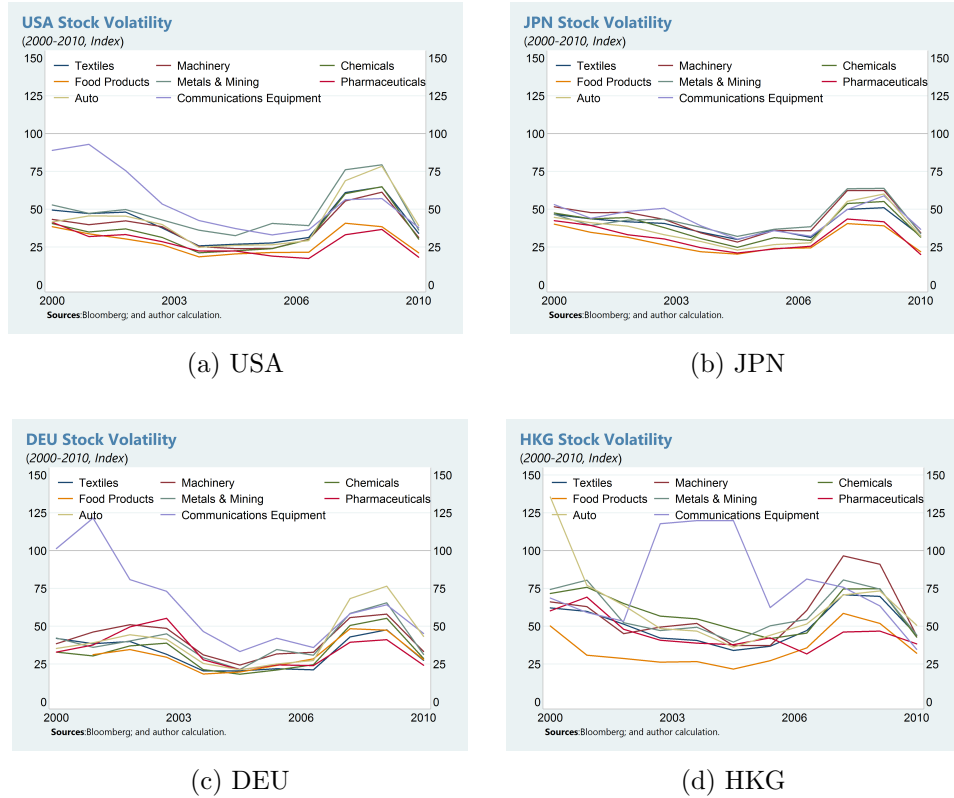 USA Stock Volatility
(2000-2010, Index)
150 150
Textiles Machinery Chemicals
Food Products Metals & Mining Pharmaceuticals
125 125
Auto Communications Equipment
100 100
75 75
50 50
25 25
0 0
2000 2003 2006 2010
Sources:Bloomberg; and author calculation.
(a) USA
JPN Stock Volatility
(2000-2010, Index)
150 150
Textiles Machinery Chemicals
Food Products Metals & Mining Pharmaceuticals
125 125
Auto Communications Equipment
100 100
75 75
50 50
25 25
0 0
2000 2003 2006 2010
Sources:Bloomberg; and author calculation.
(b) JPN
DEU Stock Volatility
(2000-2010, Index)
150 150
Textiles Machinery Chemicals
Food Products Metals & Mining Pharmaceuticals
125 125
Auto Communications Equipment
100 100
75 75
50 50
25 25
0 0
2000 2003 2006 2010
Sources:Bloomberg; and author calculation.
(c) DEU
HKG Stock Volatility
(2000-2010, Index)
150 150
Textiles Machinery Chemicals
Food Products Metals & Mining Pharmaceuticals
125 125
Auto Communications Equipment
100 100
75 75
50 50
25 25
0 0
2000 2003 2006 2010
Sources:Bloomberg; and author calculation.
(d) HKG